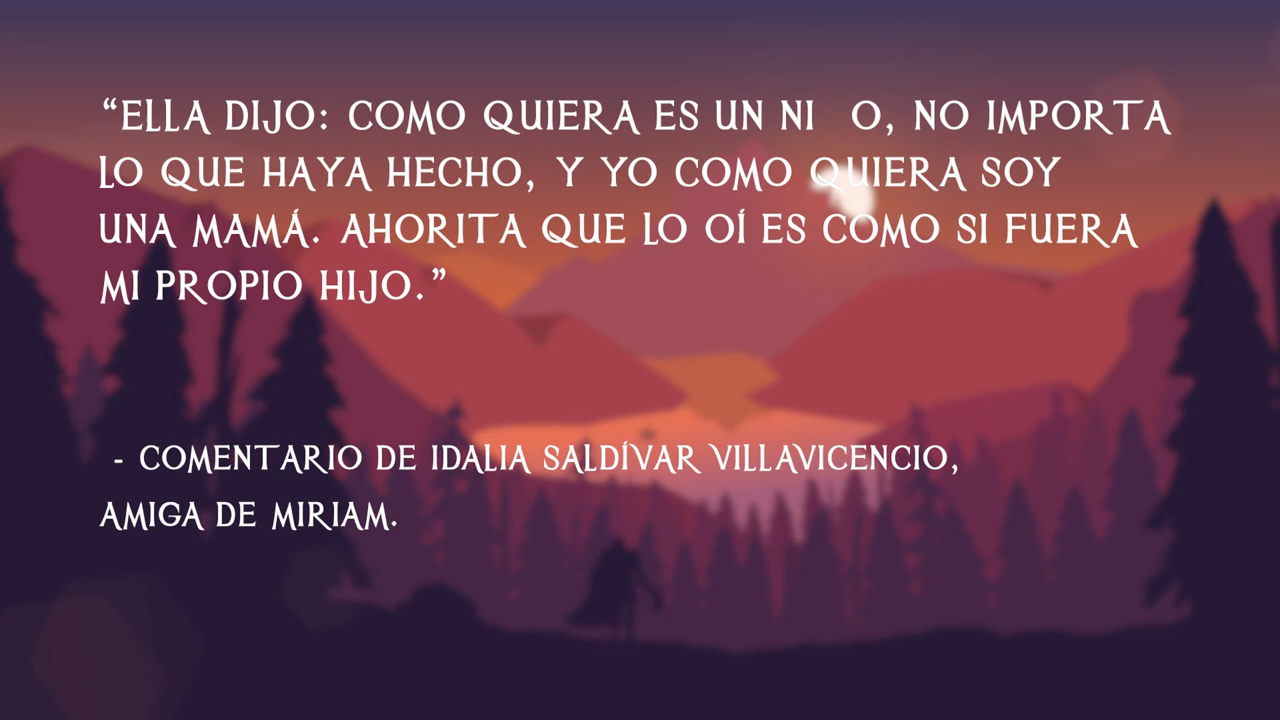 “ELLA DIJO: COMO QUIERA ES UN NI O, NO IMPORTA
LO QUE HAYA HECHO, Y YO COMO QUIERA SOY
UNA MAMÁ. AHORITA QUE LO OÍ ES COMO SI FUERA
MI PROPIO HIJO.”
- COMENTARIO DE IDALIA SALDÍVAR VILLAVICENCIO,
AMIGA DE MIRIAM.